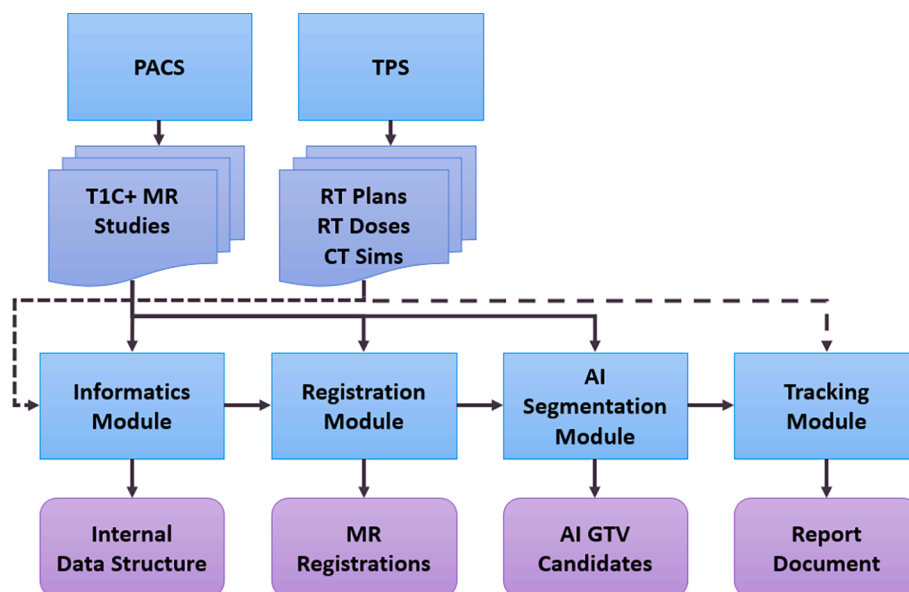 PACS
TPS
T1C+ MR
Studies
RT Plans
RT Doses
CT Sims
Informatics
Module
Registration
Module
AI
Segmentation
Module
Tracking
Module
Internal
Data Structure
MR
Registrations
AI GTV
Candidates
Report
Document